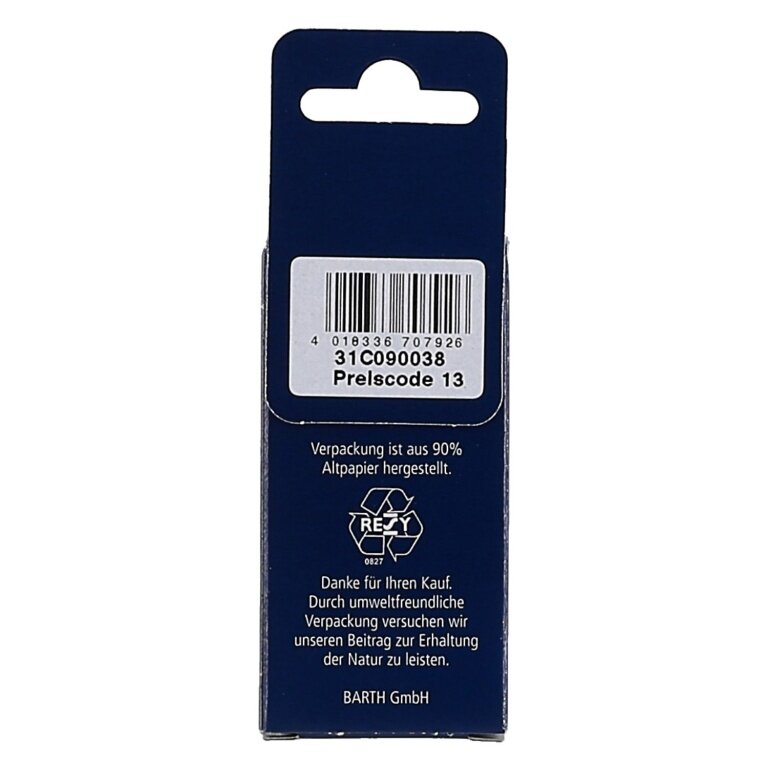 4 018336 707926
31C090038
Preiscode 13
Verpackung ist aus 90%
Altpapier hergestellt.
RESY
0827
Danke für Ihren Kauf.
Durch umweltfreundliche
Verpackung versuchen wir
unseren Beitrag zur Erhaltung
der Natur zu leisten.
BARTH GmbH